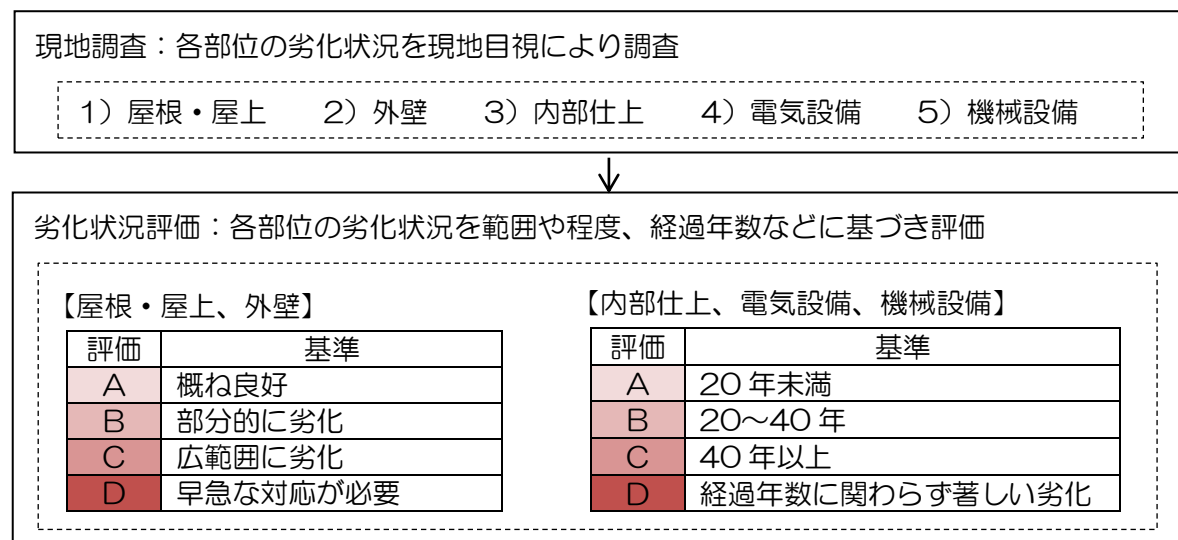 現地調査：各部位の劣化状況を現地目視により調査
1）屋根・屋上　2）外壁　3）内部仕上　4）電気設備　5）機械設備
↓
劣化状況評価：各部位の劣化状況を範囲や程度、経過年数などに基づき評価
【屋根・屋上、外壁】
評価　基準
A　概ね良好
B　部分的に劣化
C　広範囲に劣化
D　早急な対応が必要
【内部仕上、電気設備、機械設備】
評価　基準
A　20年未満
B　20～40年
C　40年以上
D　経過年数に関わらず著しい劣化